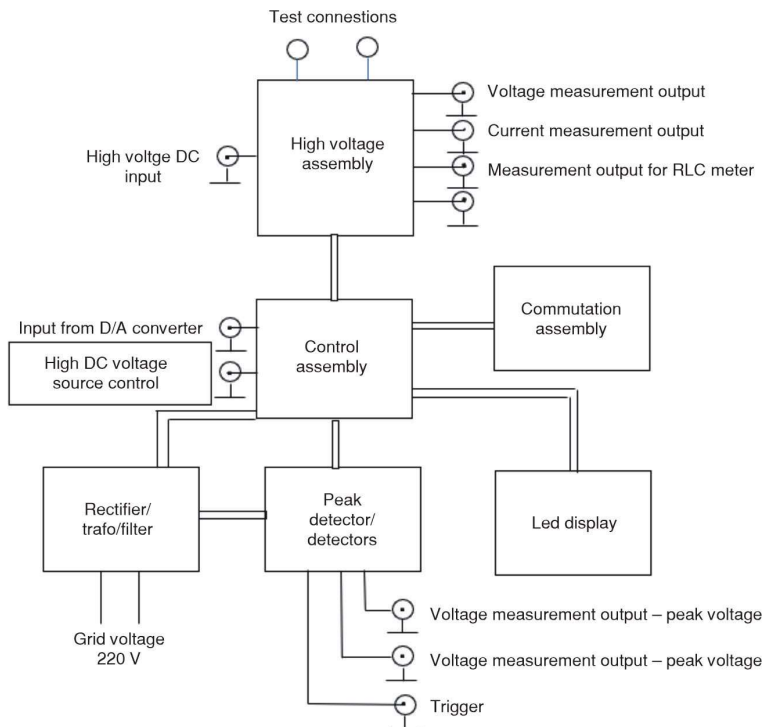 Test connestions
High voltage
assembly
High voltge DC
input
Voltage measurement output
Current measurement output
Measurement output for RLC meter
Input from D/A converter
High DC voltage
source control
Control
assembly
Commutation
assembly
Rectifier/
trafo/filter
Peak
detector/
detectors
Led display
Grid voltage
220 V
Voltage measurement output – peak voltage
Voltage measurement output – peak voltage
Trigger